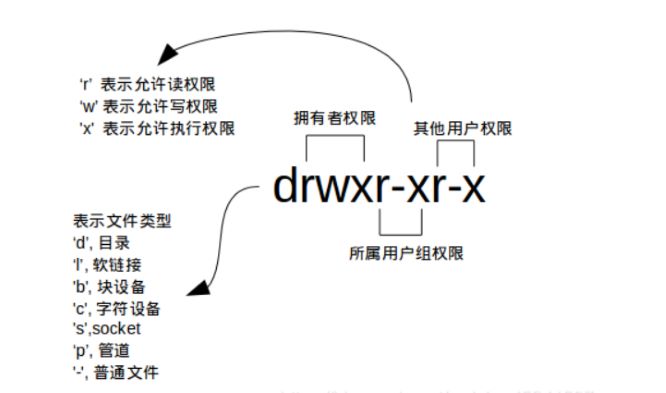 'r' 表示允许读权限
'w' 表示允许写权限
'x' 表示允许执行权限
拥有者权限
其他用户权限
drwxr-xr-x
所属用户组权限
表示文件类型
'd', 目录
'l', 软链接
'b', 块设备
'c', 字符设备
's',socket
'p', 管道
'-', 普通文件